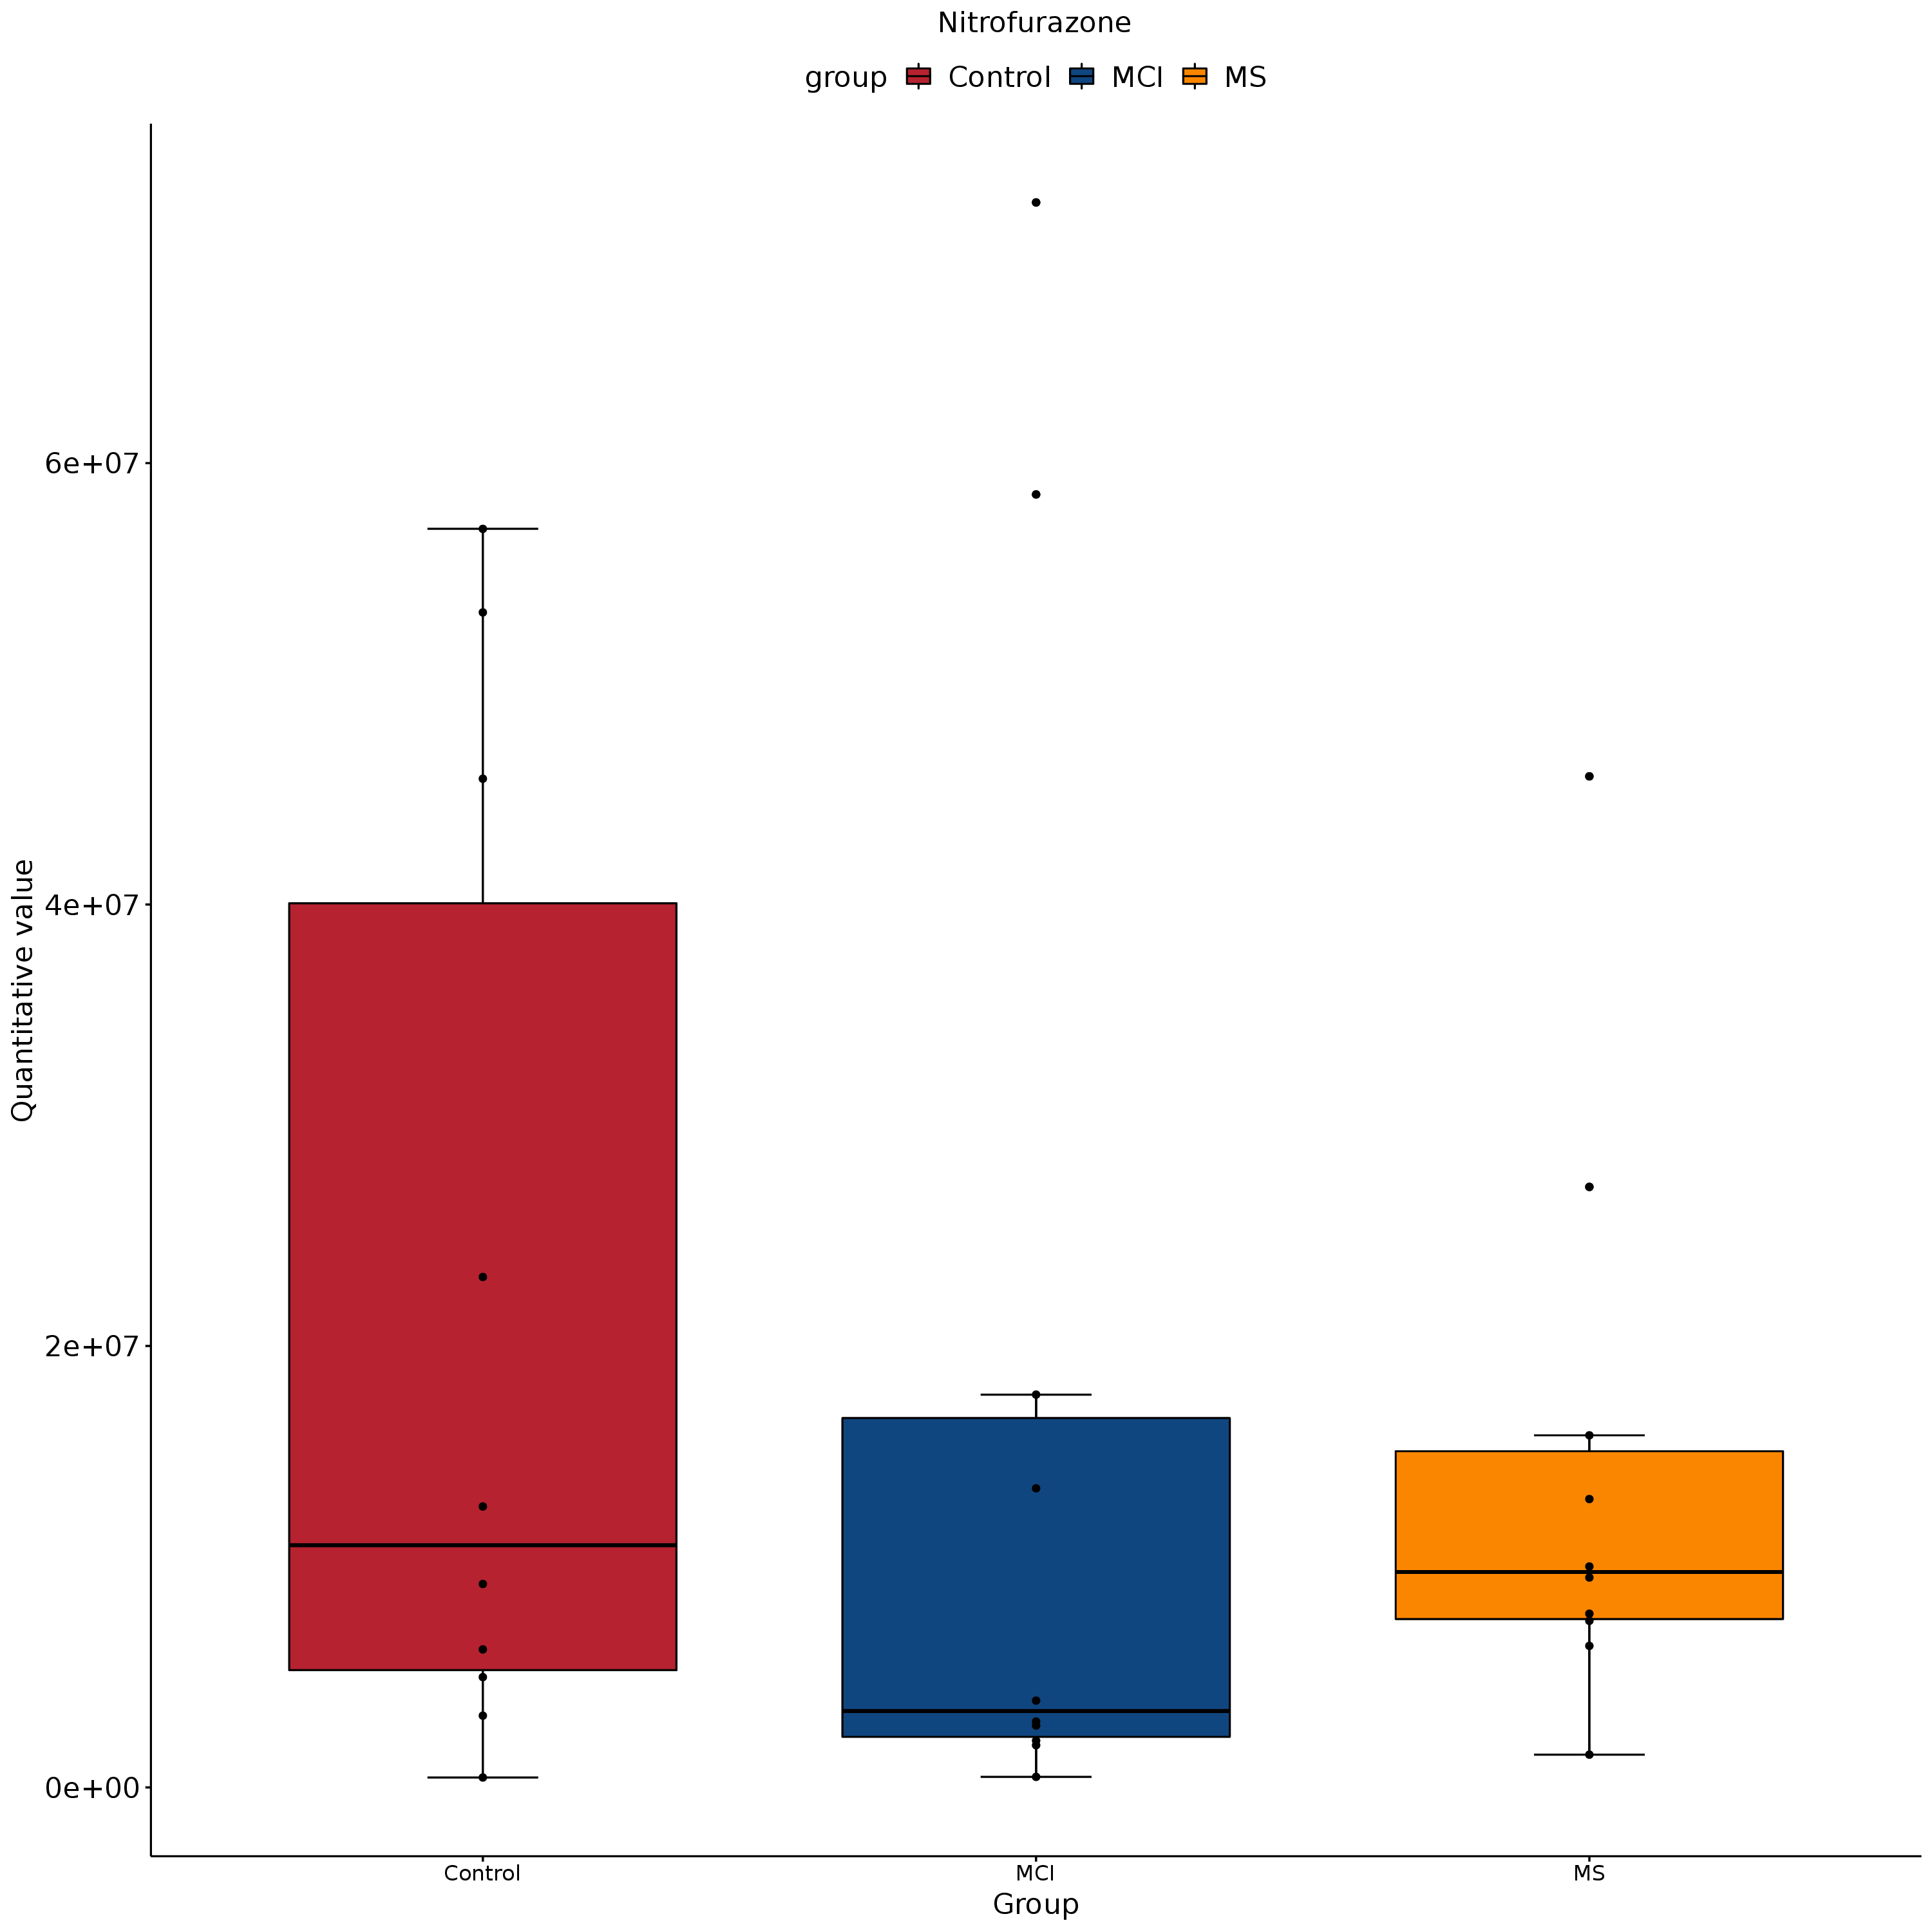 Nitrofurazone
group Control MCI MS
Quantitative value
6e+07
4e+07
2e+07
0e+00
Control MCI MS
Group